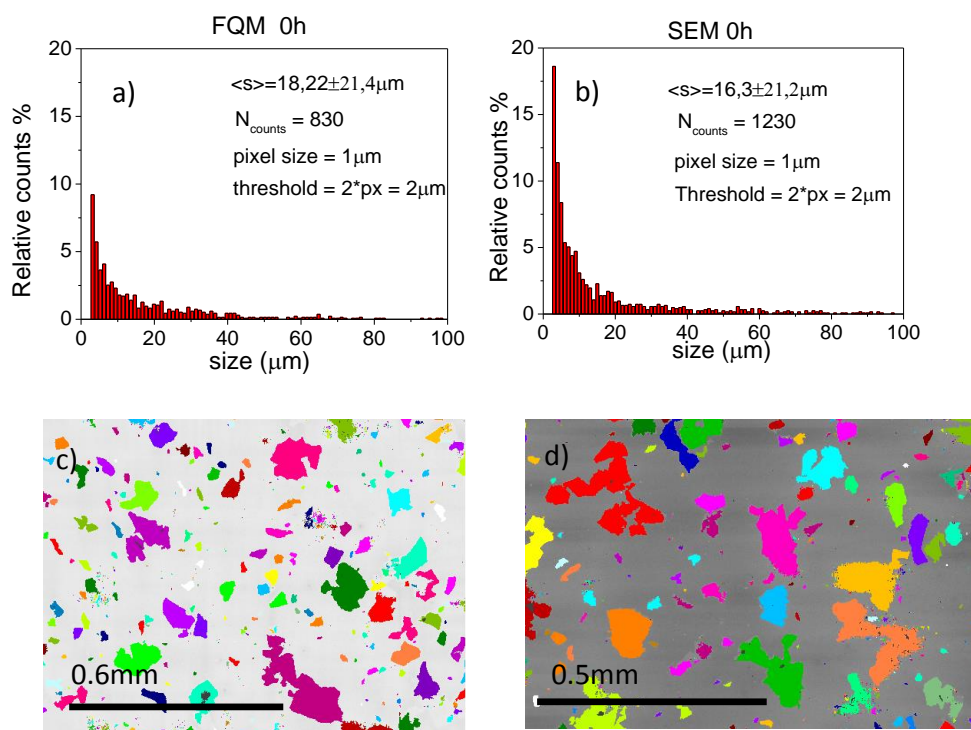 FQM 0h
20
15
10
5
0
Relative counts %
a)
<s>=18,22±21,4μm
N_counts = 830
pixel size = 1μm
threshold = 2*px = 2μm
0 20 40 60 80 100
size (μm)
SEM 0h
20
15
10
5
0
Relative counts %
b)
<s>=16,3±21,2μm
N_counts = 1230
pixel size = 1μm
Threshold = 2*px = 2μm
0 20 40 60 80 100
size (μm)
c)
0.6mm
d)
0.5mm